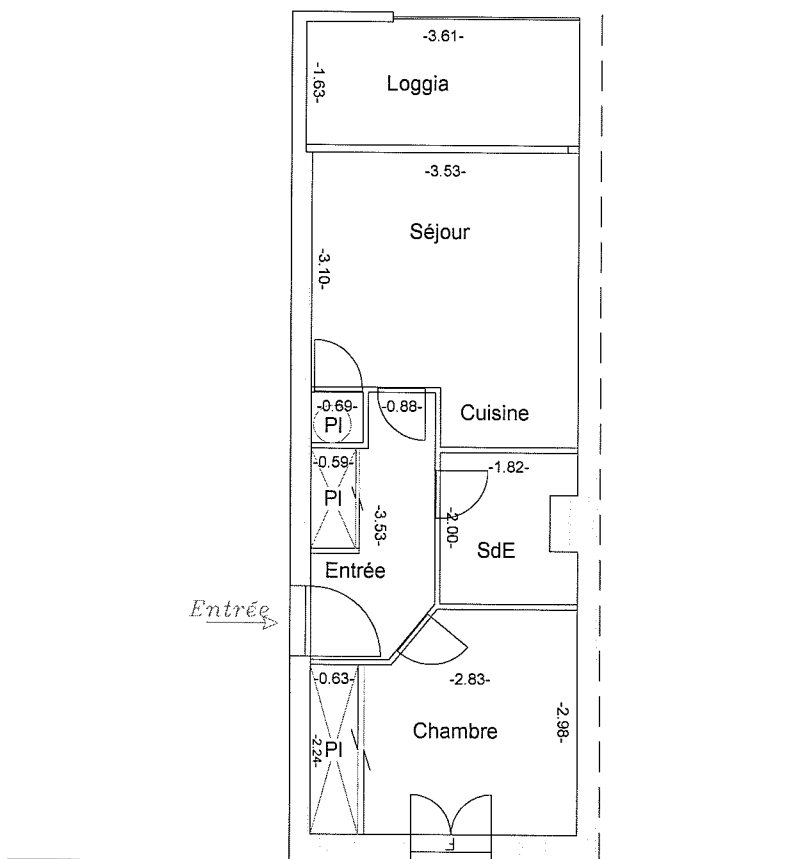 -3.61-
-1.63-
Loggia
-3.53-
Séjour
-3.10-
-0.69-
-0.88-
Pl
Cuisine
-0.59-
-1.82-
Pl
-3.53-
-2.00-
SdE
Entrée
Entrée
-0.63-
-2.83-
-2.98-
Chambre
-2.24-
Pl
F